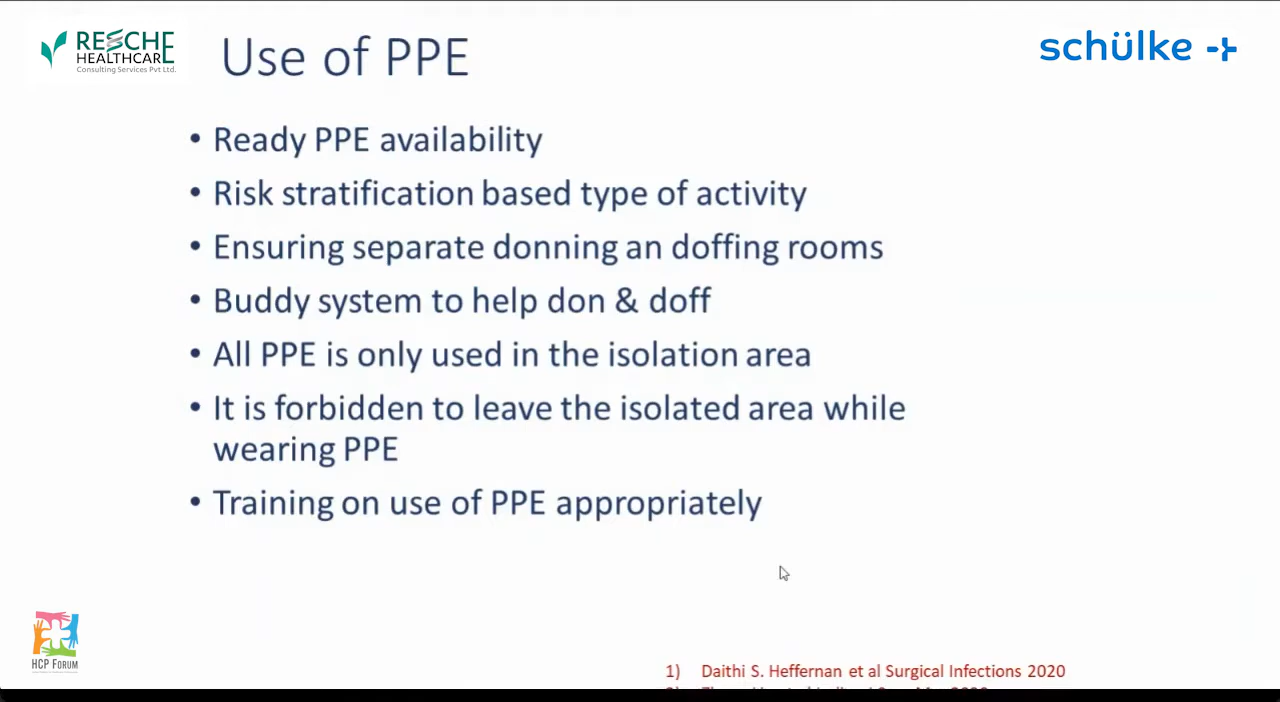 RESCHE
HEALTHCARE
Consulting Services Pvt Ltd.
Use of PPE
schülke
• Ready PPE availability
• Risk stratification based type of activity
• Ensuring separate donning an doffing rooms
• Buddy system to help don & doff
• All PPE is only used in the isolation area
• It is forbidden to leave the isolated area while
wearing PPE
• Training on use of PPE appropriately
HCP FORUM
1) Daithi S. Heffernan et al Surgical Infections 2020